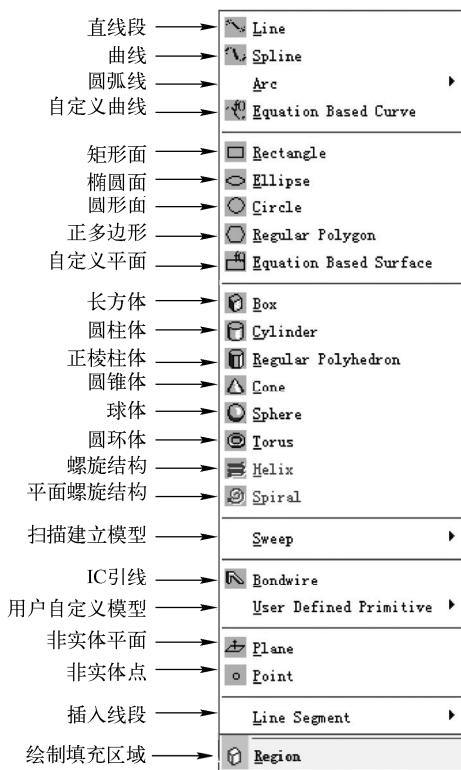 直线段 Line
曲线 Spline
圆弧线 Arc
自定义曲线 Equation Based Curve
矩形面 Rectangle
椭圆面 Ellipse
圆形面 Circle
正多边形 Regular Polygon
自定义平面 Equation Based Surface
长方体 Box
圆柱体 Cylinder
正棱柱体 Regular Polyhedron
圆锥体 Cone
球体 Sphere
圆环体 Torus
螺旋结构 Helix
平面螺旋结构 Spiral
扫描建立模型 Sweep
IC引线 Bondwire
用户自定义模型 User Defined Primitive
非实体平面 Plane
非实体点 Point
插入线段 Line Segment
绘制填充区域 Region